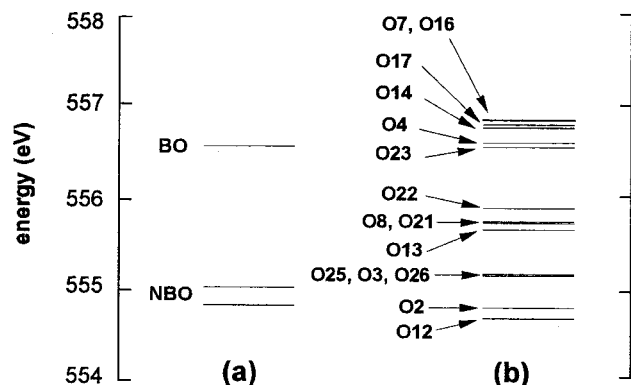 558
557
556
555
554
energy (eV)
BO
NBO
(a)
O7, O16
O17
O14
O4
O23
O22
O8, O21
O13
O25, O3, O26
O2
O12
(b)